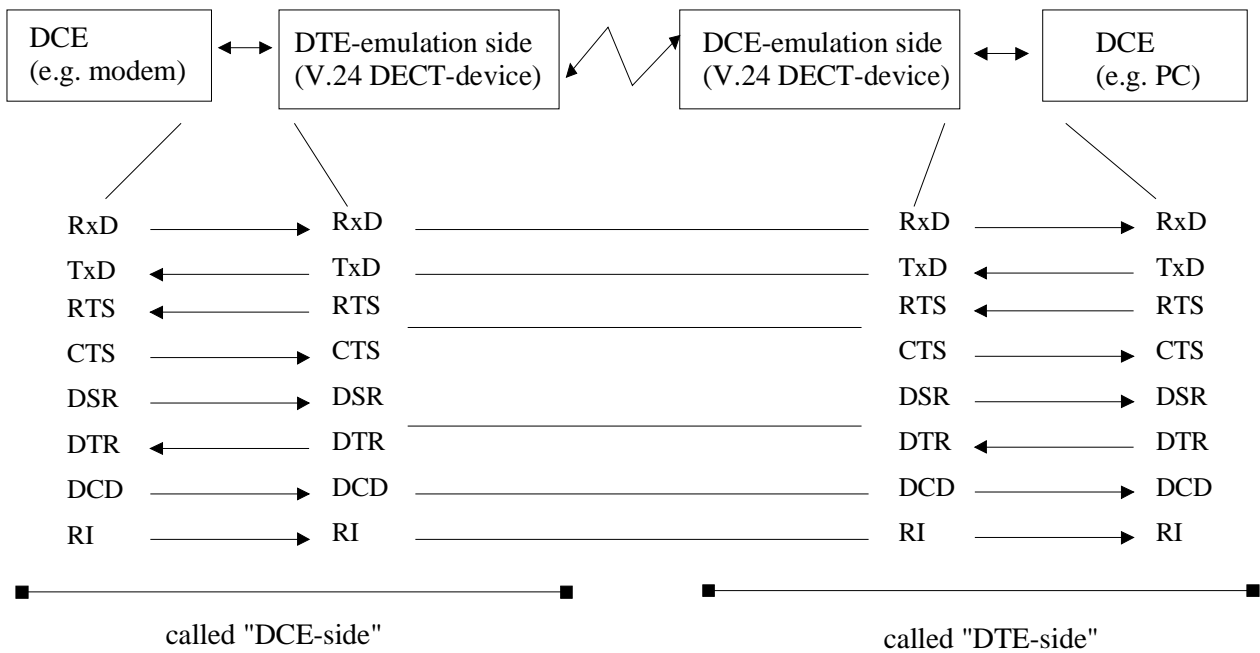 DCE
(e.g. modem)
DTE-emulation side
(V.24 DECT-device)
DCE-emulation side
(V.24 DECT-device)
DCE
(e.g. PC)
RxD RxD RxD RxD
TxD TxD TxD TxD
RTS RTS RTS RTS
CTS CTS CTS CTS
DSR DSR DSR DSR
DTR DTR DTR DTR
DCD DCD DCD DCD
RI RI RI RI
called "DCE-side"
called "DTE-side"